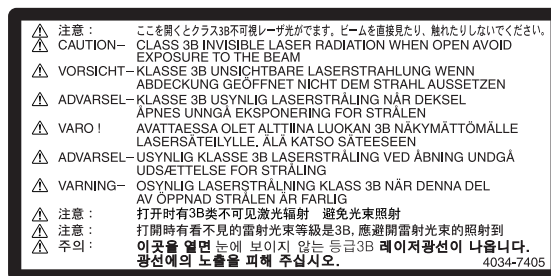 ⚠ 注意： ここを開くとクラス3B不可視レーザ光がでます。ビームを直接見たり、触れたりしないでください。
⚠ CAUTION– CLASS 3B INVISIBLE LASER RADIATION WHEN OPEN AVOID
EXPOSURE TO THE BEAM
⚠ VORSICHT– KLASSE 3B UNSICHTBARE LASERSTRAHLUNG WENN
ABDECKUNG GEÖFFNET NICHT DEM STRAHL AUSSETZEN
⚠ ADVARSEL– KLASSE 3B USYNLIG LASERSTRÅLING NÅR DEKSEL
ÅPNES UNNGÅ EKSPONERING FOR STRÅLEN
⚠ VARO ! AVATTAESSA OLET ALTTIINA LUOKAN 3B NÄKYMÄTTÖMÄLLE
LASERSÄTEILYLLE. ÄLÄ KATSO SÄTEESEEN
⚠ ADVARSEL– USYNLIG KLASSE 3B LASERSTRÅLING VED ÅBNING UNDGÅ
UDSÆTTELSE FOR STRÅLING
⚠ VARNING– OSYNLIG LASERSTRÅLNING KLASS 3B NÄR DENNA DEL
AV ÖPPNAD STRÅLEN ÄR FARLIG
⚠ 注意： 打开时有3B类不可见激光辐射 避免光束照射
⚠ 注意： 打開時有看不見的雷射光束等級是3B, 應避開雷射光束的照射到
⚠ 주의 : 이곳을 열면 눈에 보이지 않는 등급3B 레이저광선이 나옵니다.
광선에의 노출을 피해 주십시오.
4034-7405